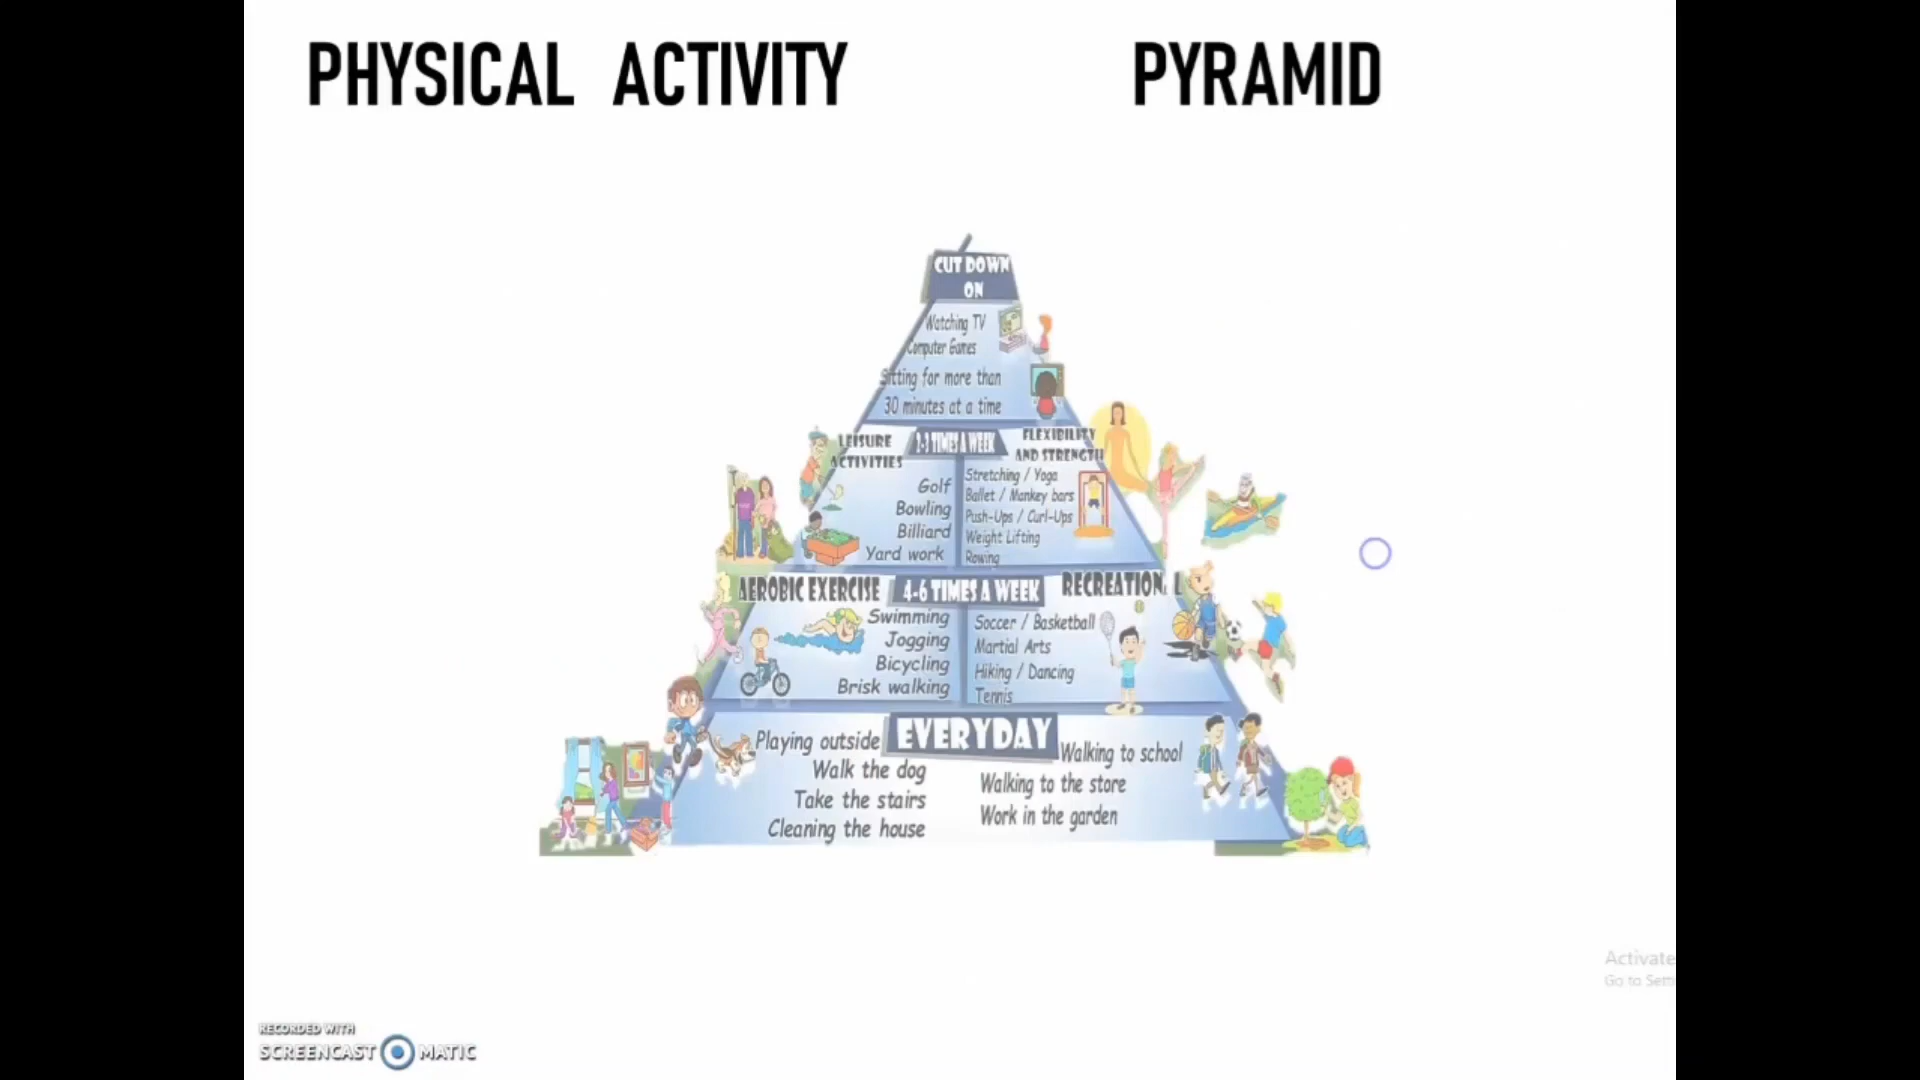 PHYSICAL ACTIVITY PYRAMID
CUT DOWN
ON
Watching TV
Computer Games
Sitting for more than
30 minutes at a time
LEISURE
ACTIVITIES
2-3 TIMES A WEEK
FLEXIBILITY
AND STRENGTH
Golf
Bowling
Billiard
Yard work
Stretching / Yoga
Ballet / Monkey bars
Push-Ups / Curl-Ups
Weight Lifting
Rowing
AEROBIC EXERCISE
4-6 TIMES A WEEK
RECREATIONAL
Swimming
Jogging
Bicycling
Brisk walking
Soccer / Basketball
Martial Arts
Hiking / Dancing
Tennis
EVERYDAY
Playing outside
Walk the dog
Take the stairs
Cleaning the house
Walking to school
Walking to the store
Work in the garden
Activate
Go to Sett
RECORDED WITH
SCREENCAST MATIC